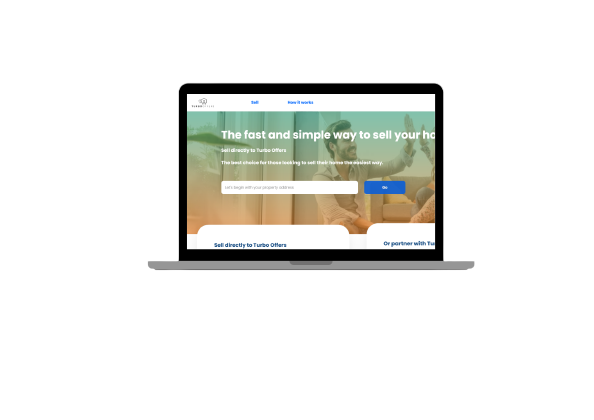 Sell
How it works
The fast and simple way to sell your ho
Sell directly to Turbo Offers
The best choice for those looking to sell their home the easiest way.
Let's begin with your property address
Go
Sell directly to Turbo Offers
Or partner with Tu